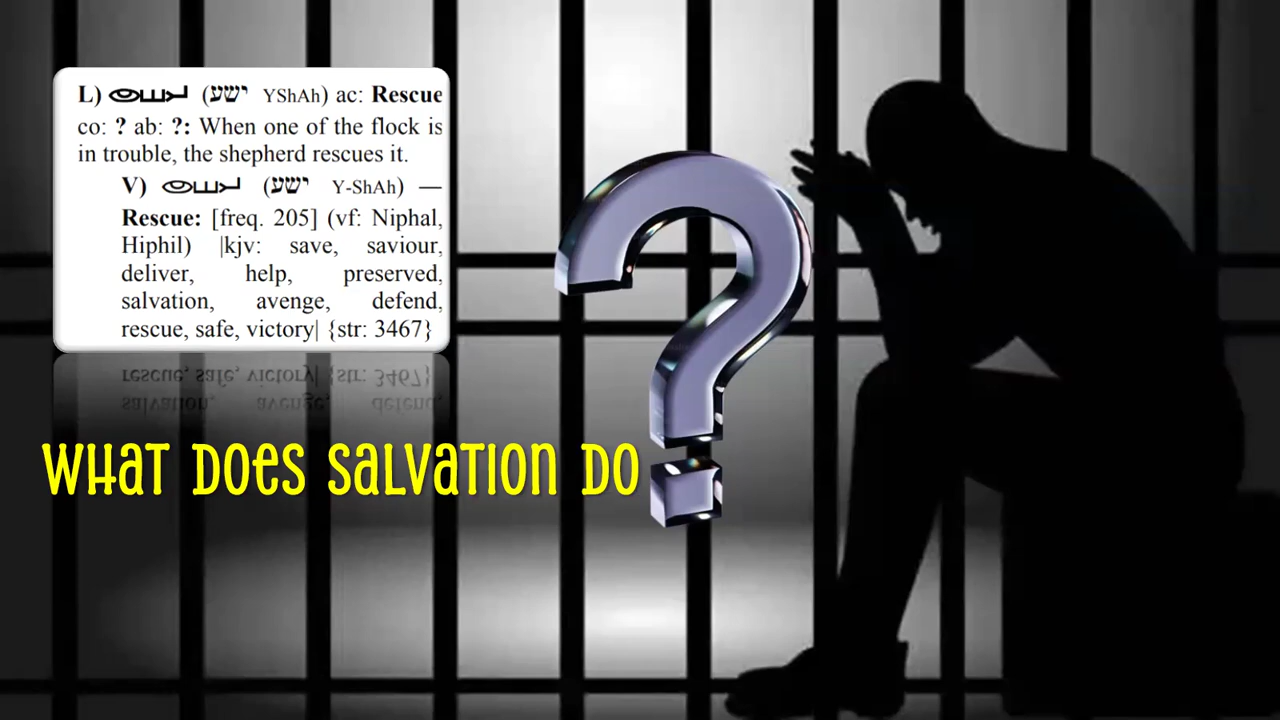 L) (ישע YShAh) ac: Rescue
co: ? ab: ?: When one of the flock is
in trouble, the shepherd rescues it.
V) (ישע Y-ShAh) —
Rescue: [freq. 205] (vf: Niphal,
Hiphil) |kjv: save, saviour,
deliver, help, preserved,
salvation, avenge, defend,
rescue, safe, victory| {str: 3467}
WHAT DOES SALVATION DO
?